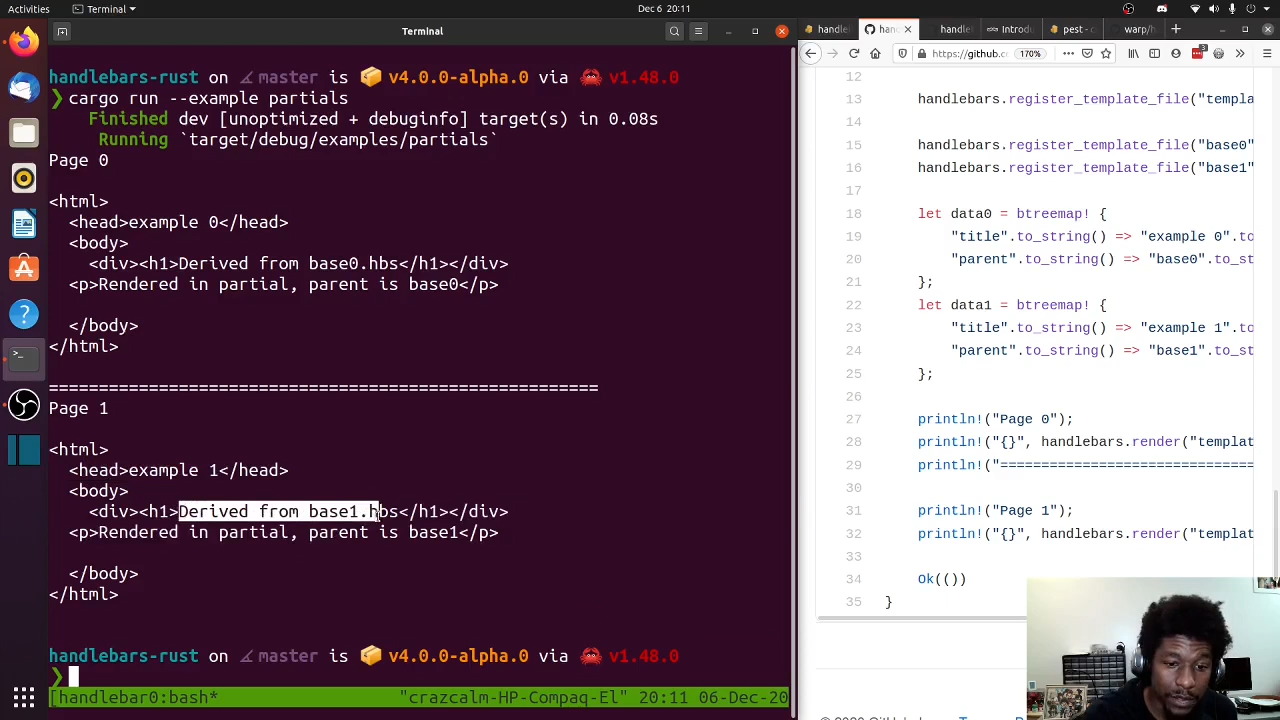 Activities
Terminal
Dec 6 20:11
Terminal
handlebars-rust on master is v4.0.0-alpha.0 via v1.48.0
❯ cargo run --example partials
Finished dev [unoptimized + debuginfo] target(s) in 0.08s
Running `target/debug/examples/partials`
Page 0
<html>
<head>example 0</head>
<body>
<div><h1>Derived from base0.hbs</h1></div>
<p>Rendered in partial, parent is base0</p>
</body>
</html>
=======================================================
Page 1
<html>
<head>example 1</head>
<body>
<div><h1>Derived from base1.hbs</h1></div>
<p>Rendered in partial, parent is base1</p>
</body>
</html>
handlebars-rust on master is v4.0.0-alpha.0 via v1.48.0
❯
[handlebar0:bash* "crazcalm-HP-Compaq-El" 20:11 06-Dec-20
handleb
han
handl
Introdu
pest -
warp/h
https://github.c
170%
3
12
13 handlebars.register_template_file("templa
14
15 handlebars.register_template_file("base0"
16 handlebars.register_template_file("base1"
17
18 let data0 = btreemap! {
19 "title".to_string() => "example 0".to
20 "parent".to_string() => "base0".to_st
21 };
22 let data1 = btreemap! {
23 "title".to_string() => "example 1".to
24 "parent".to_string() => "base1".to_st
25 };
26
27 println!("Page 0");
28 println!("{}", handlebars.render("templat
29 println!("===============================
30
31 println!("Page 1");
32 println!("{}", handlebars.render("templat
33
34 Ok(())
35 }